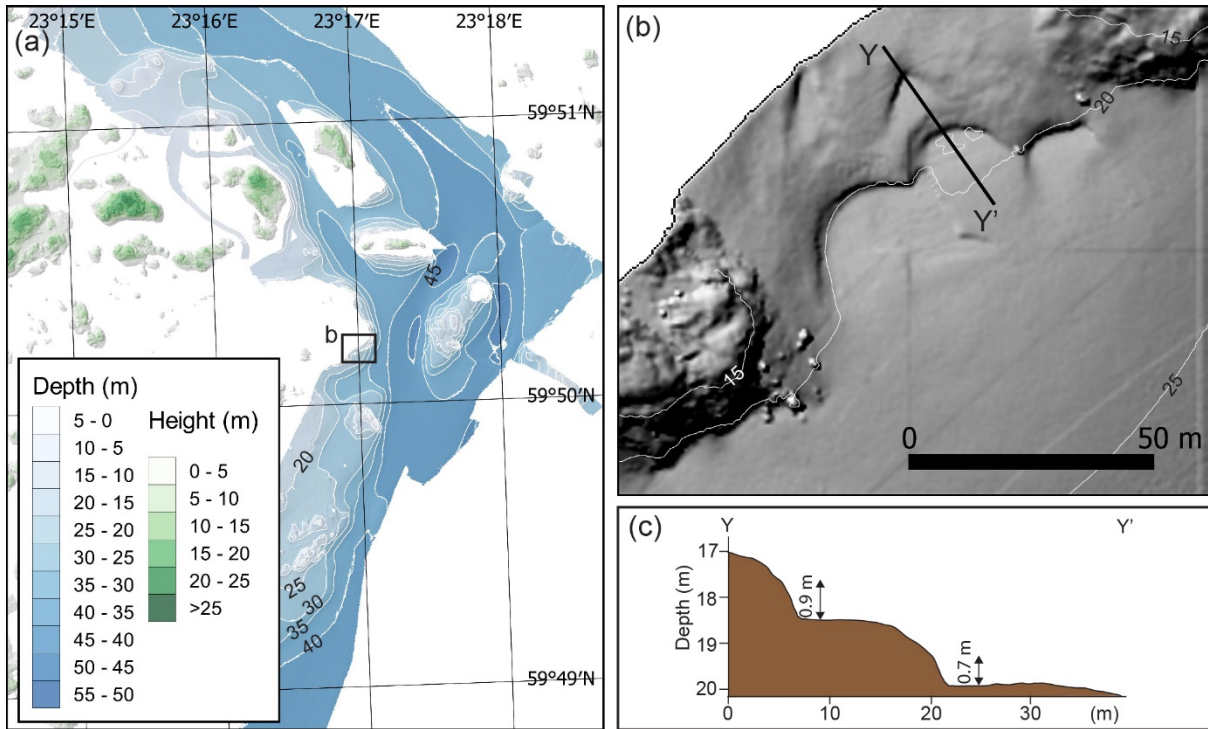 23°15'E 23°16'E 23°17'E 23°18'E
(a)
59°51'N
45
b
59°50'N
20
25
30
35
40
59°49'N
Depth (m)
5 - 0
10 - 5
15 - 10
20 - 15
25 - 20
30 - 25
35 - 30
40 - 35
45 - 40
50 - 45
55 - 50
Height (m)
0 - 5
5 - 10
10 - 15
15 - 20
20 - 25
>25
(b)
Y
15
20
Y'
15
25
0 50 m
(c)
Y Y'
Depth (m)
17
18
19
20
0.9 m
0.7 m
0 10 20 30 (m)